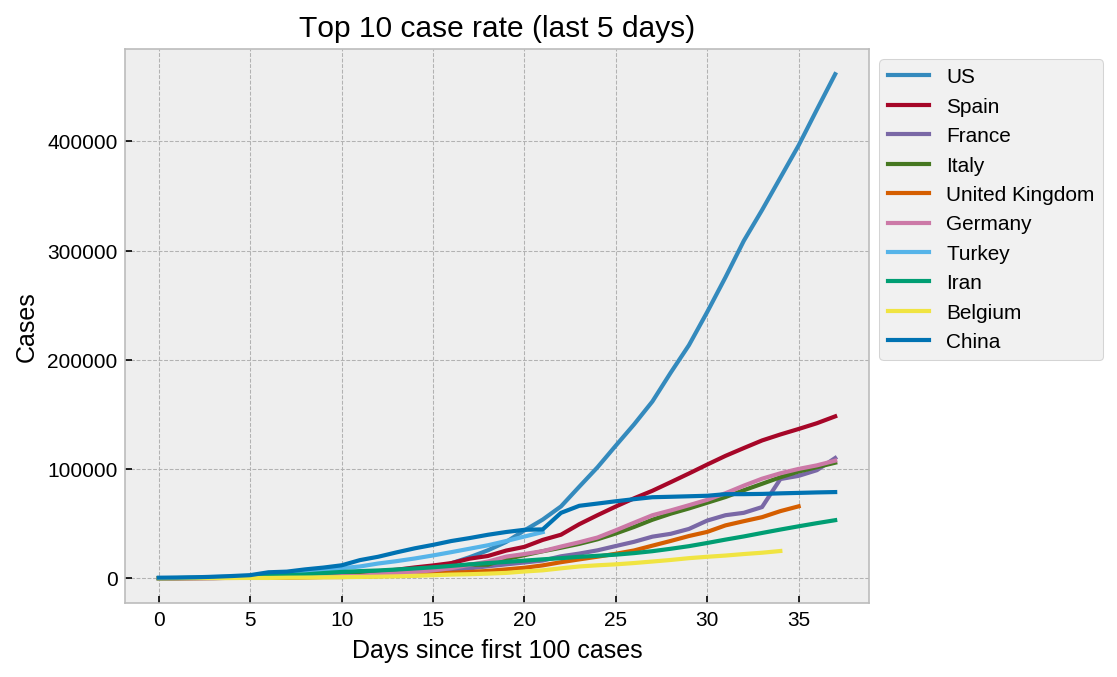 Top 10 case rate (last 5 days)
Cases
400000
300000
200000
100000
0
0 5 10 15 20 25 30 35
Days since first 100 cases
US
Spain
France
Italy
United Kingdom
Germany
Turkey
Iran
Belgium
China